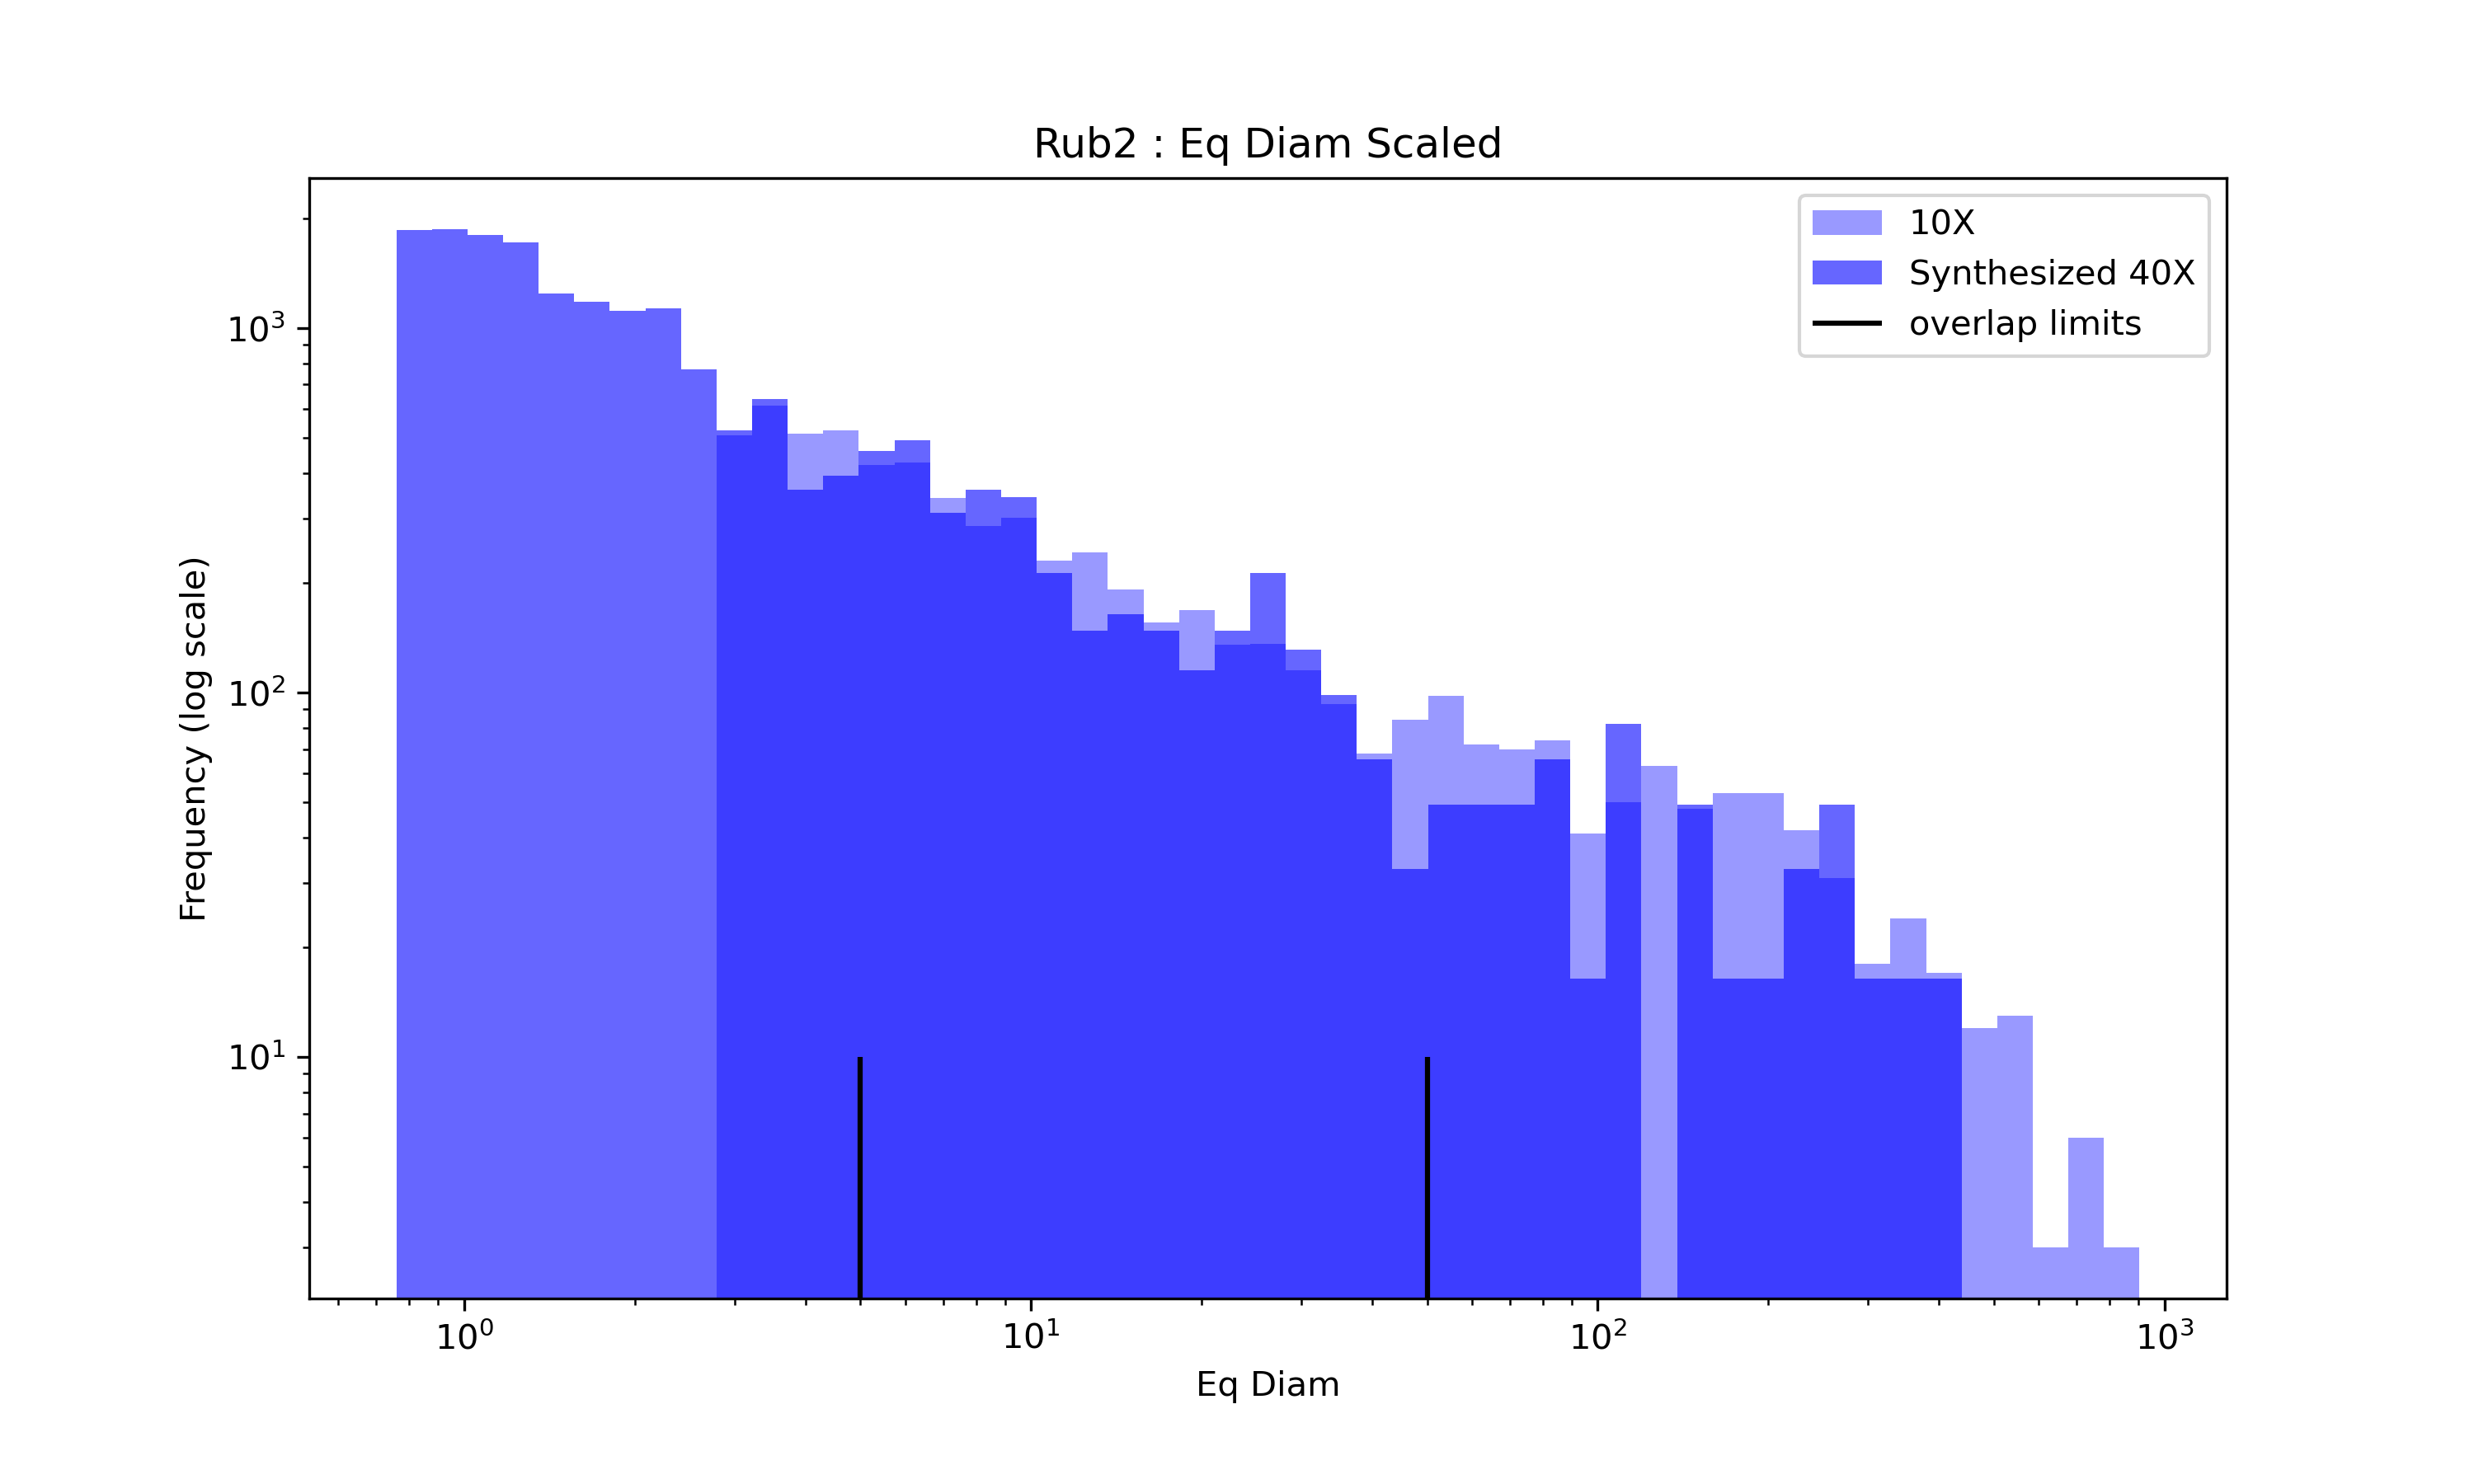 Rub2 : Eq Diam Scaled
10X
Synthesized 40X
overlap limits
Frequency (log scale)
10³
10²
10¹
10⁰
10¹
10²
10³
Eq Diam